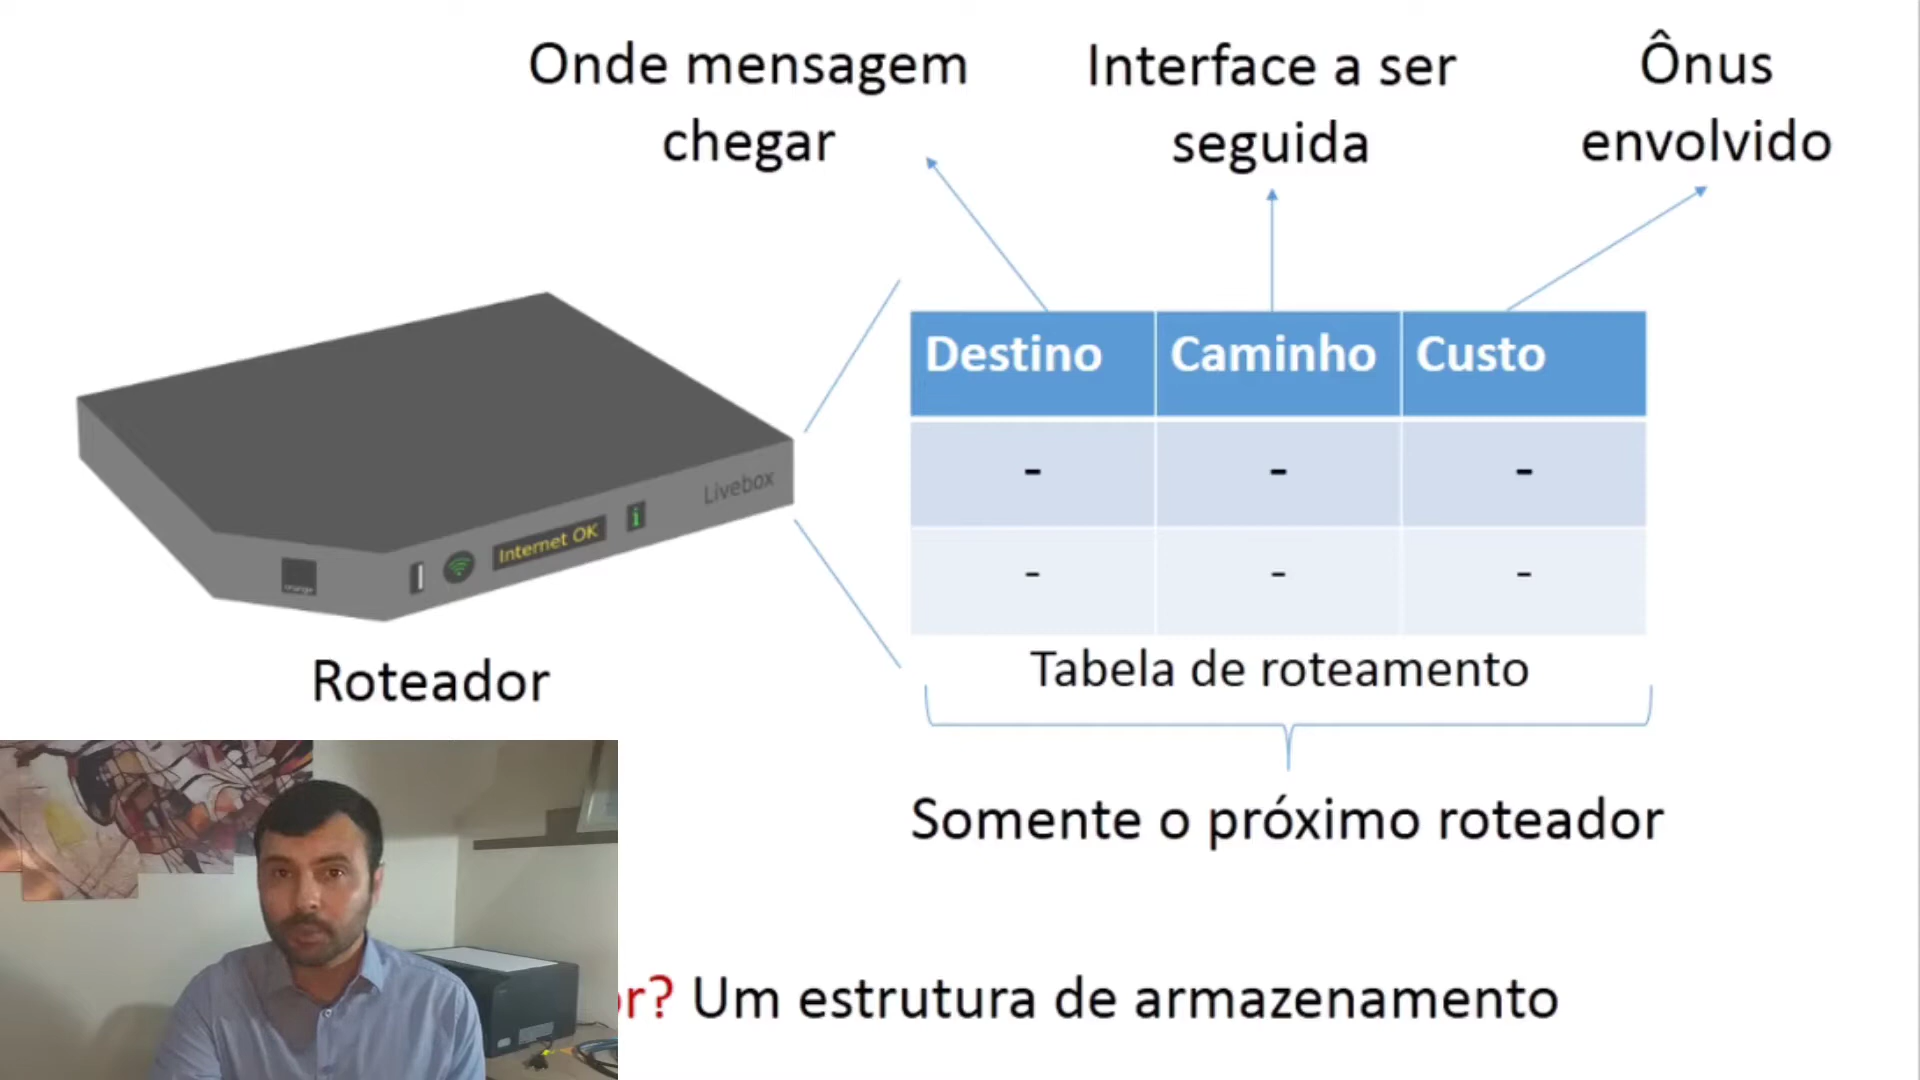 Onde mensagem
chegar
Interface a ser
seguida
Ônus
envolvido
Destino
Caminho
Custo
-
-
-
-
-
-
Livebox
Internet OK
i
orange
Roteador
Tabela de roteamento
Somente o próximo roteador
r? Um estrutura de armazenamento